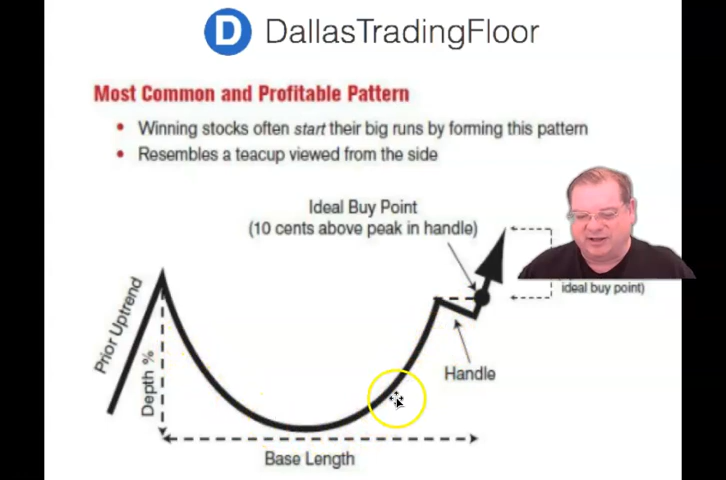 D DallasTradingFloor
Most Common and Profitable Pattern
• Winning stocks often start their big runs by forming this pattern
• Resembles a teacup viewed from the side
Ideal Buy Point
(10 cents above peak in handle)
ideal buy point)
Prior Uptrend
Depth %
Handle
Base Length